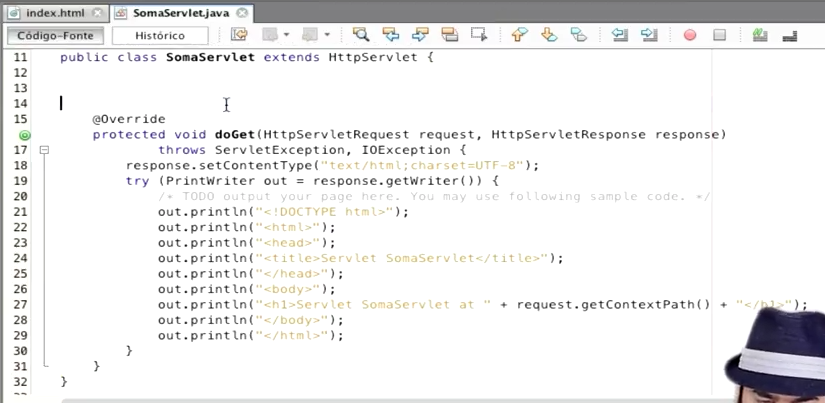 index.html
SomaServlet.java
Código-Fonte
Histórico
11 public class SomaServlet extends HttpServlet {
12
13
14
15 @Override
protected void doGet(HttpServletRequest request, HttpServletResponse response)
17 throws ServletException, IOException {
18 response.setContentType("text/html;charset=UTF-8");
19 try (PrintWriter out = response.getWriter()) {
20 /* TODO output your page here. You may use following sample code. */
21 out.println("<!DOCTYPE html>");
22 out.println("<html>");
23 out.println("<head>");
24 out.println("<title>Servlet SomaServlet</title>");
25 out.println("</head>");
26 out.println("<body>");
27 out.println("<h1>Servlet SomaServlet at " + request.getContextPath() + "</h1>");
28 out.println("</body>");
29 out.println("</html>");
30 }
31 }
32 }